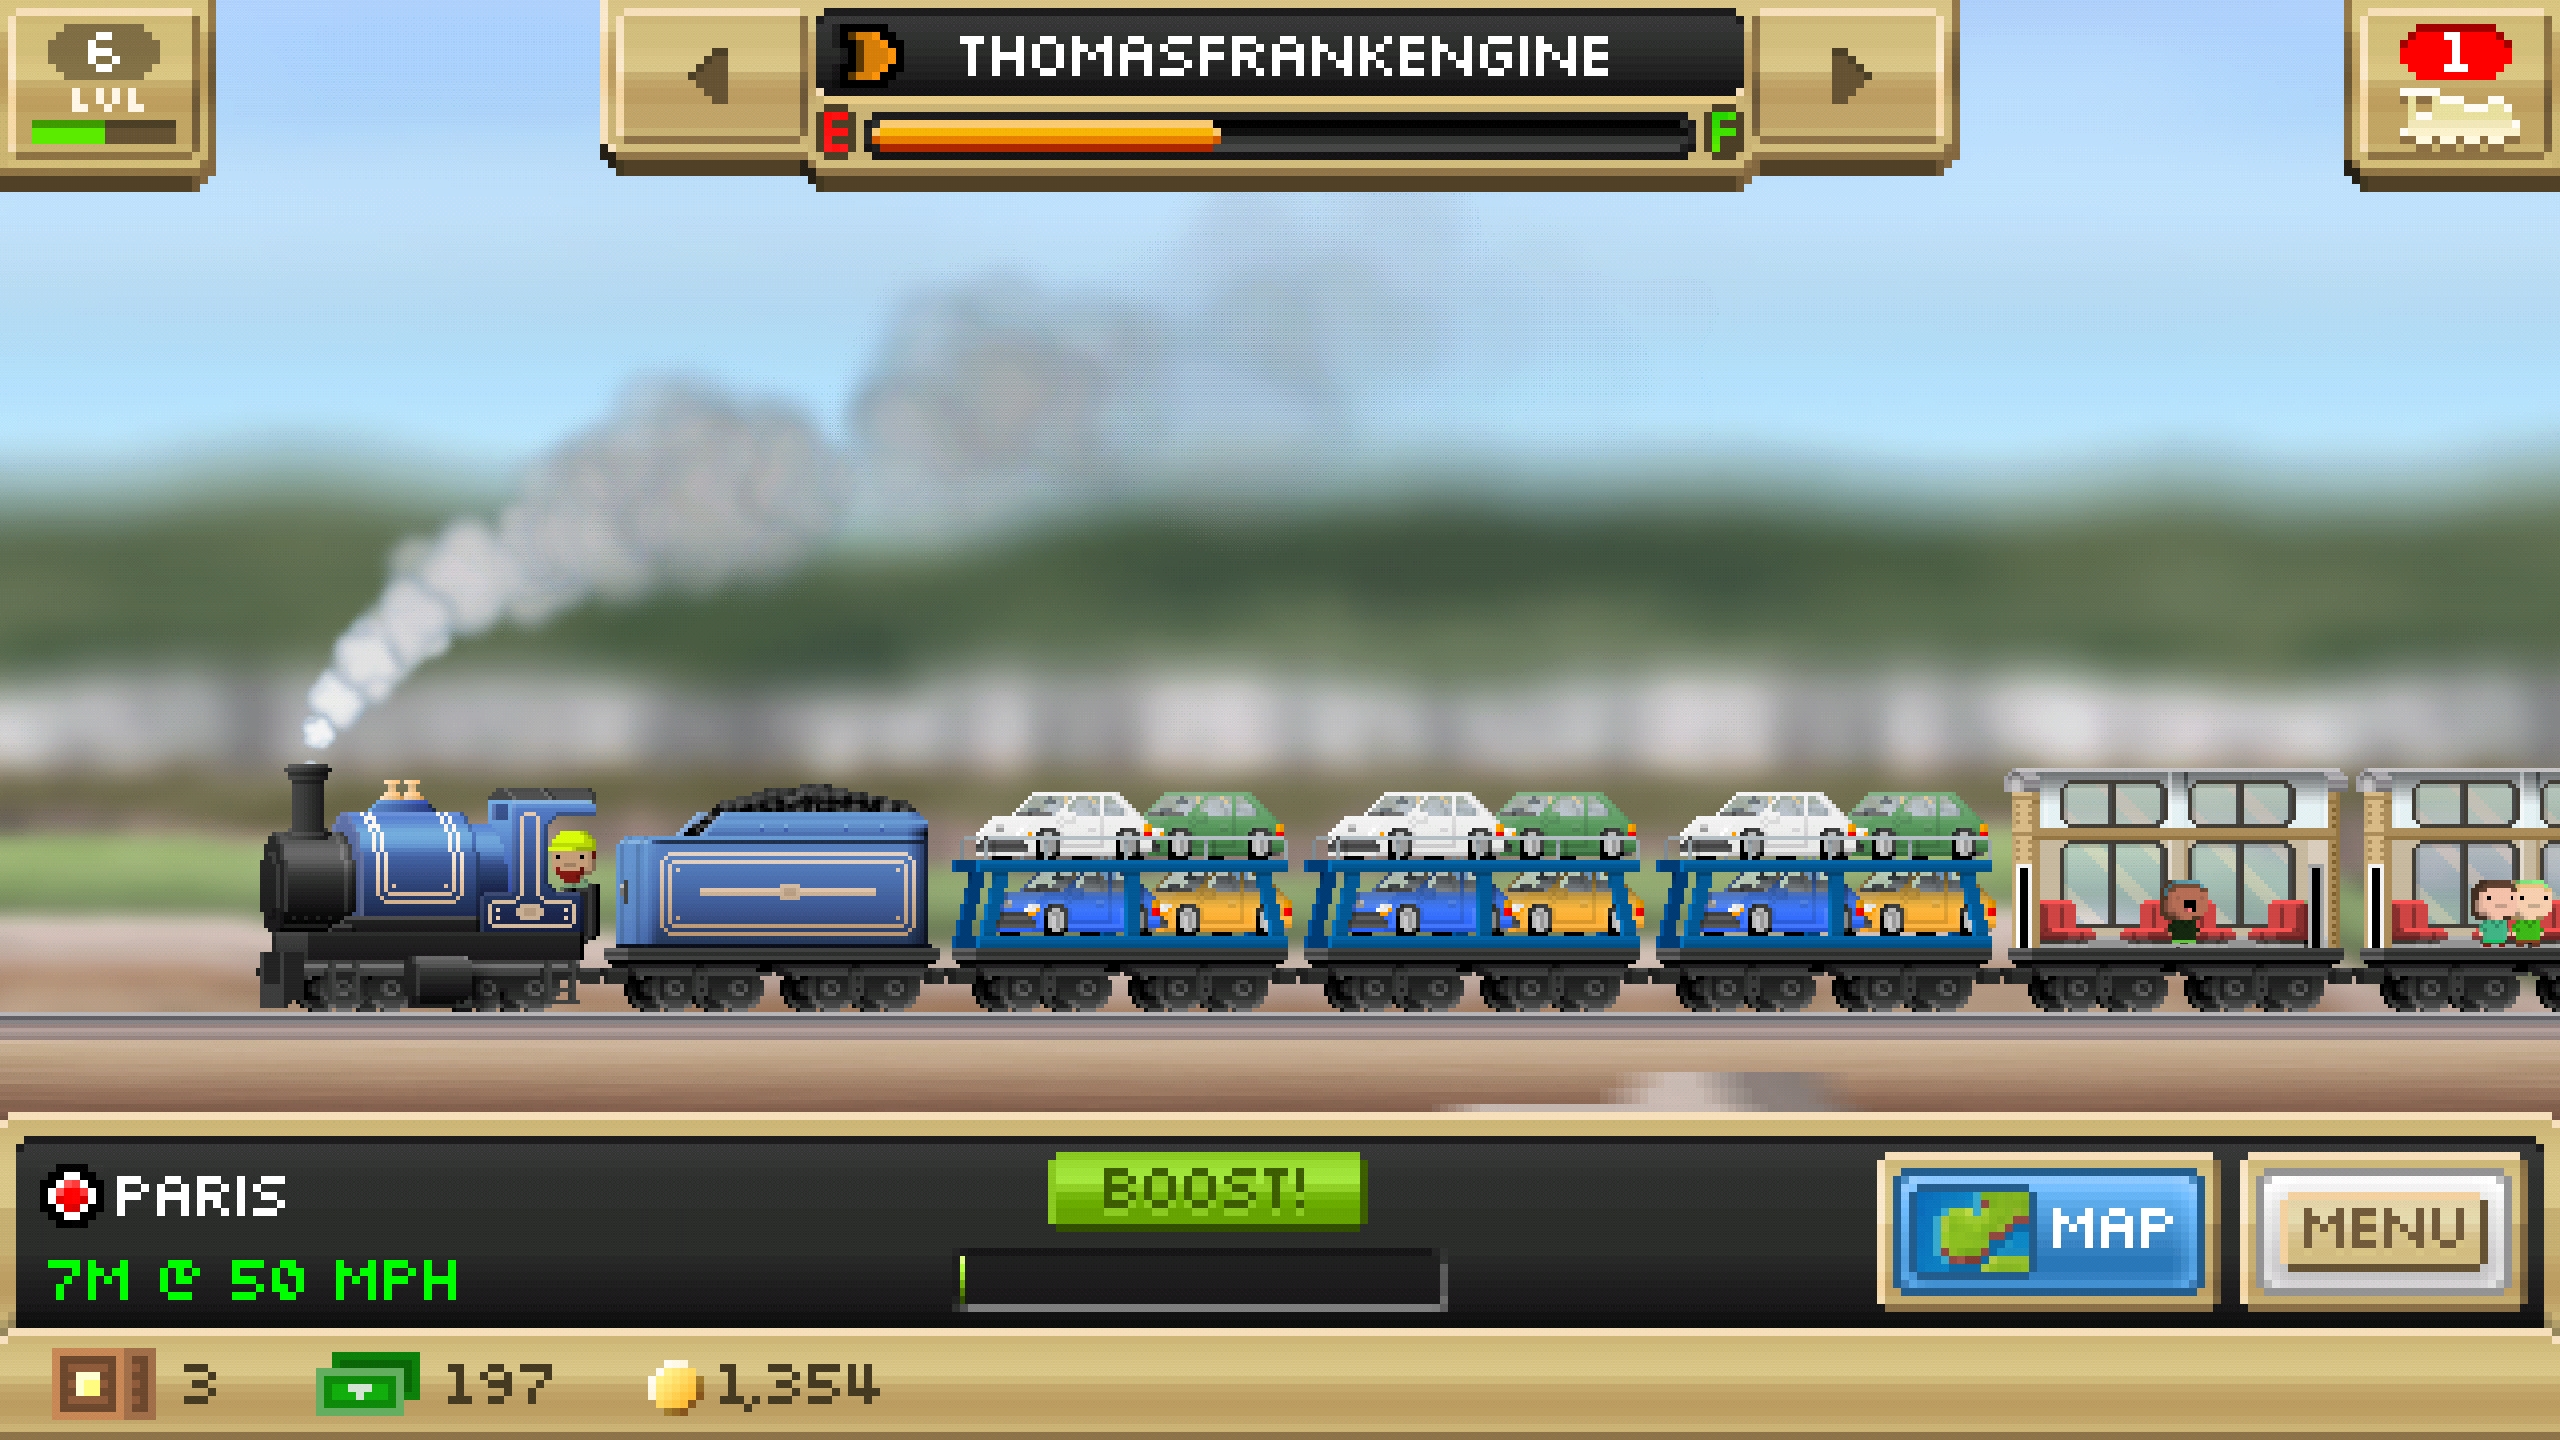 6
LVL
THOMASFRANKENGINE
E F
1
PARIS
7M @ 50 MPH
BOOST!
MAP
MENU
3 197 1,354